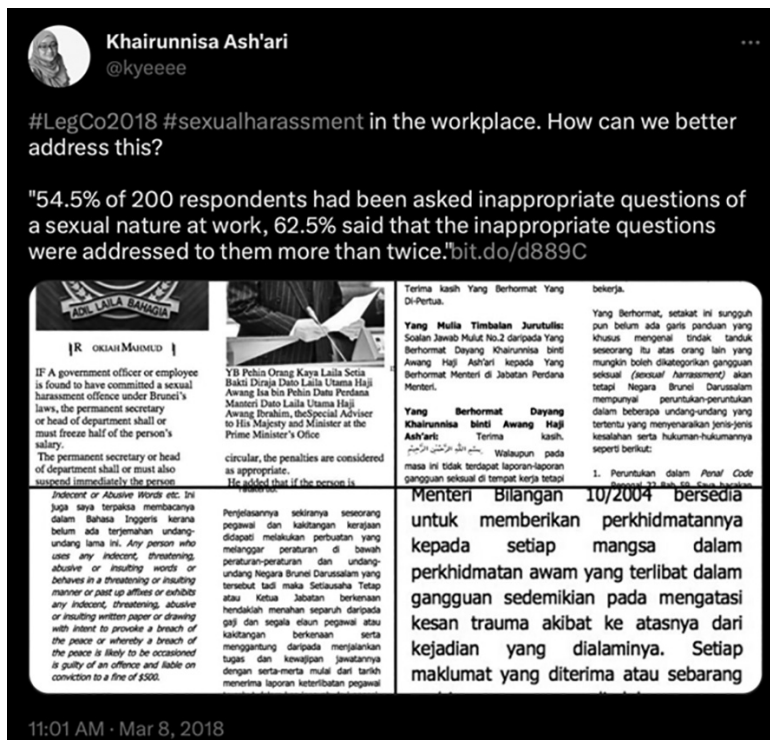 Khairunnisa Ash'ari
@kyeeee
#LegCo2018 #sexualharassment in the workplace. How can we better
address this?
"54.5% of 200 respondents had been asked inappropriate questions of
a sexual nature at work, 62.5% said that the inappropriate questions
were addressed to them more than twice."bit.do/d889C
ADIL LAILA BAHAGIA
R OKIAH MAHMUD
IF A government officer or employee
is found to have committed a sexual
harassment offence under Brunei's
laws, the permanent secretary
or head of department shall or
must freeze half of the person's
salary.
The permanent secretary or head
of department shall or must also
suspend immediately the person
YB Pehin Orang Kaya Laila Setia
Bakti Diraja Dato Laila Utama Haji
Awang Isa bin Pehin Datu Perdana
Manteri Dato Laila Utama Haji
Awang Ibrahim, theSpecial Adviser
to His Majesty and Minister at the
Prime Minister's Ofice
circular, the penalties are considered
as appropriate.
He added that if the person is
Terima kasih Yang Berhormat Yang
Di-Pertua.
Yang Mulia Timbalan Jurutulis:
Soalan Jawab Mulut No.2 daripada Yang
Berhormat Dayang Khairunnisa binti
Awang Haji Ash'ari kepada Yang
Berhormat Menteri di Jabatan Perdana
Menteri.
Yang Berhormat Dayang
Khairunnisa binti Awang Haji
Ash'ari: Terima kasih.
بسم الله الرحمن الرحيم Walaupun pada
masa ini tidak terdapat laporan-laporan
gangguan seksual di tempat kerja tetapi
bekerja.
Yang Berhormat, setakat ini sungguh
pun belum ada garis panduan yang
khusus mengenai tindak tanduk
seseorang itu atas orang lain yang
mungkin boleh dikategorikan gangguan
seksual (sexual harrassment) akan
tetapi Negara Brunei Darussalam
mempunyai peruntukan-peruntukan
dalam beberapa undang-undang yang
tertentu yang menyenaraikan jenis-jenis
kesalahan serta hukuman-hukumannya
seperti berikut:
1. Peruntukan dalam Penal Code
Indecent or Abusive Words etc. Ini
juga saya terpaksa membacanya
dalam Bahasa Inggeris kerana
belum ada terjemahan undang-
undang lama ini. Any person who
uses any indecent, threatening,
abusive or insulting words or
behaves in a threatening or insulting
manner or past up affixes or exhibits
any indecent, threatening, abusive
or insulting written paper or drawing
with intent to provoke a breach of
the peace or whereby a breach of
the peace is likely to be occasioned
is guilty of an offence and liable on
conviction to a fine of $500.
Penjelasannya sekiranya seseorang
pegawai dan kakitangan kerajaan
didapati melakukan perbuatan yang
melanggar peraturan di bawah
peraturan-peraturan dan undang-
undang Negara Brunei Darussalam yang
tersebut tadi maka Setiausaha Tetap
atau Ketua Jabatan berkenaan
hendaklah menahan separuh daripada
gaji dan segala elaun pegawai atau
kakitangan berkenaan serta
menggantung daripada menjalankan
tugas dan kewajipan jawatannya
dengan serta-merta mulai dari tarikh
menerima laporan keterlibatan pegawai
Menteri Bilangan 10/2004 bersedia
untuk memberikan perkhidmatannya
kepada setiap mangsa dalam
perkhidmatan awam yang terlibat dalam
gangguan sedemikian pada mengatasi
kesan trauma akibat ke atasnya dari
kejadian yang dialaminya. Setiap
maklumat yang diterima atau sebarang
11:01 AM · Mar 8, 2018